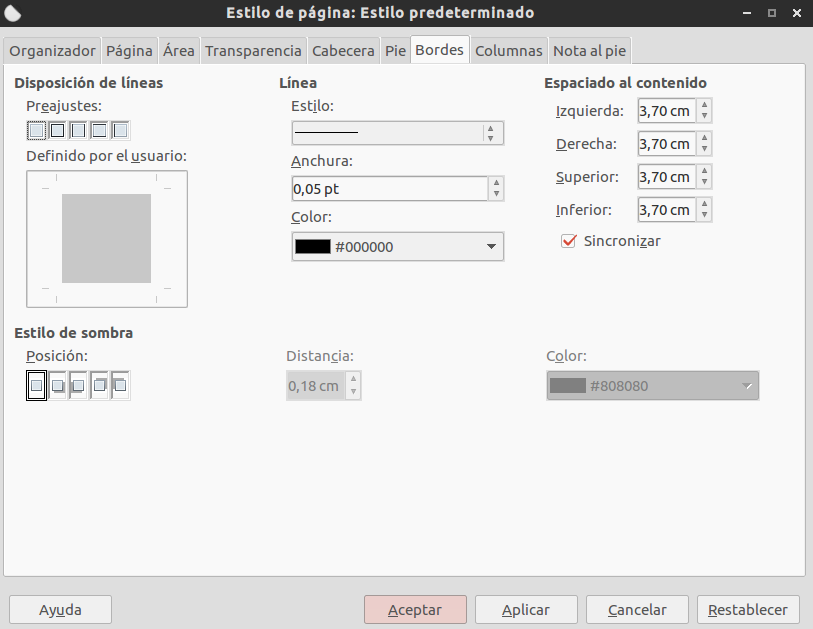 Estilo de página: Estilo predeterminado
Organizador Página Área Transparencia Cabecera Pie Bordes Columnas Nota al pie
Disposición de líneas
Preajustes:
Definido por el usuario:
Línea
Estilo:
Anchura:
0,05 pt
Color:
#000000
Espaciado al contenido
Izquierda: 3,70 cm
Derecha: 3,70 cm
Superior: 3,70 cm
Inferior: 3,70 cm
Sincronizar
Estilo de sombra
Posición:
Distancia:
0,18 cm
Color:
#808080
Ayuda Aceptar Aplicar Cancelar Restablecer